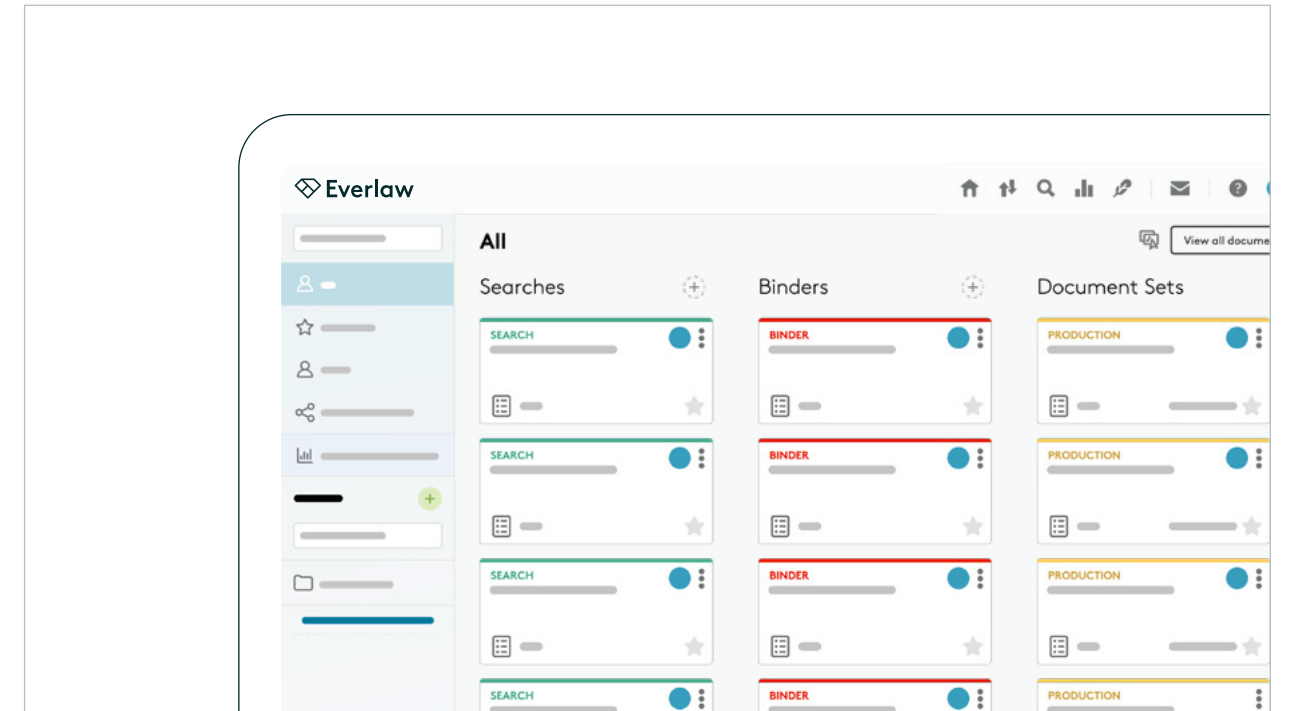 Everlaw
All
View all docume
Searches
Binders
Document Sets
SEARCH
BINDER
PRODUCTION
SEARCH
BINDER
PRODUCTION
SEARCH
BINDER
PRODUCTION
SEARCH
BINDER
PRODUCTION